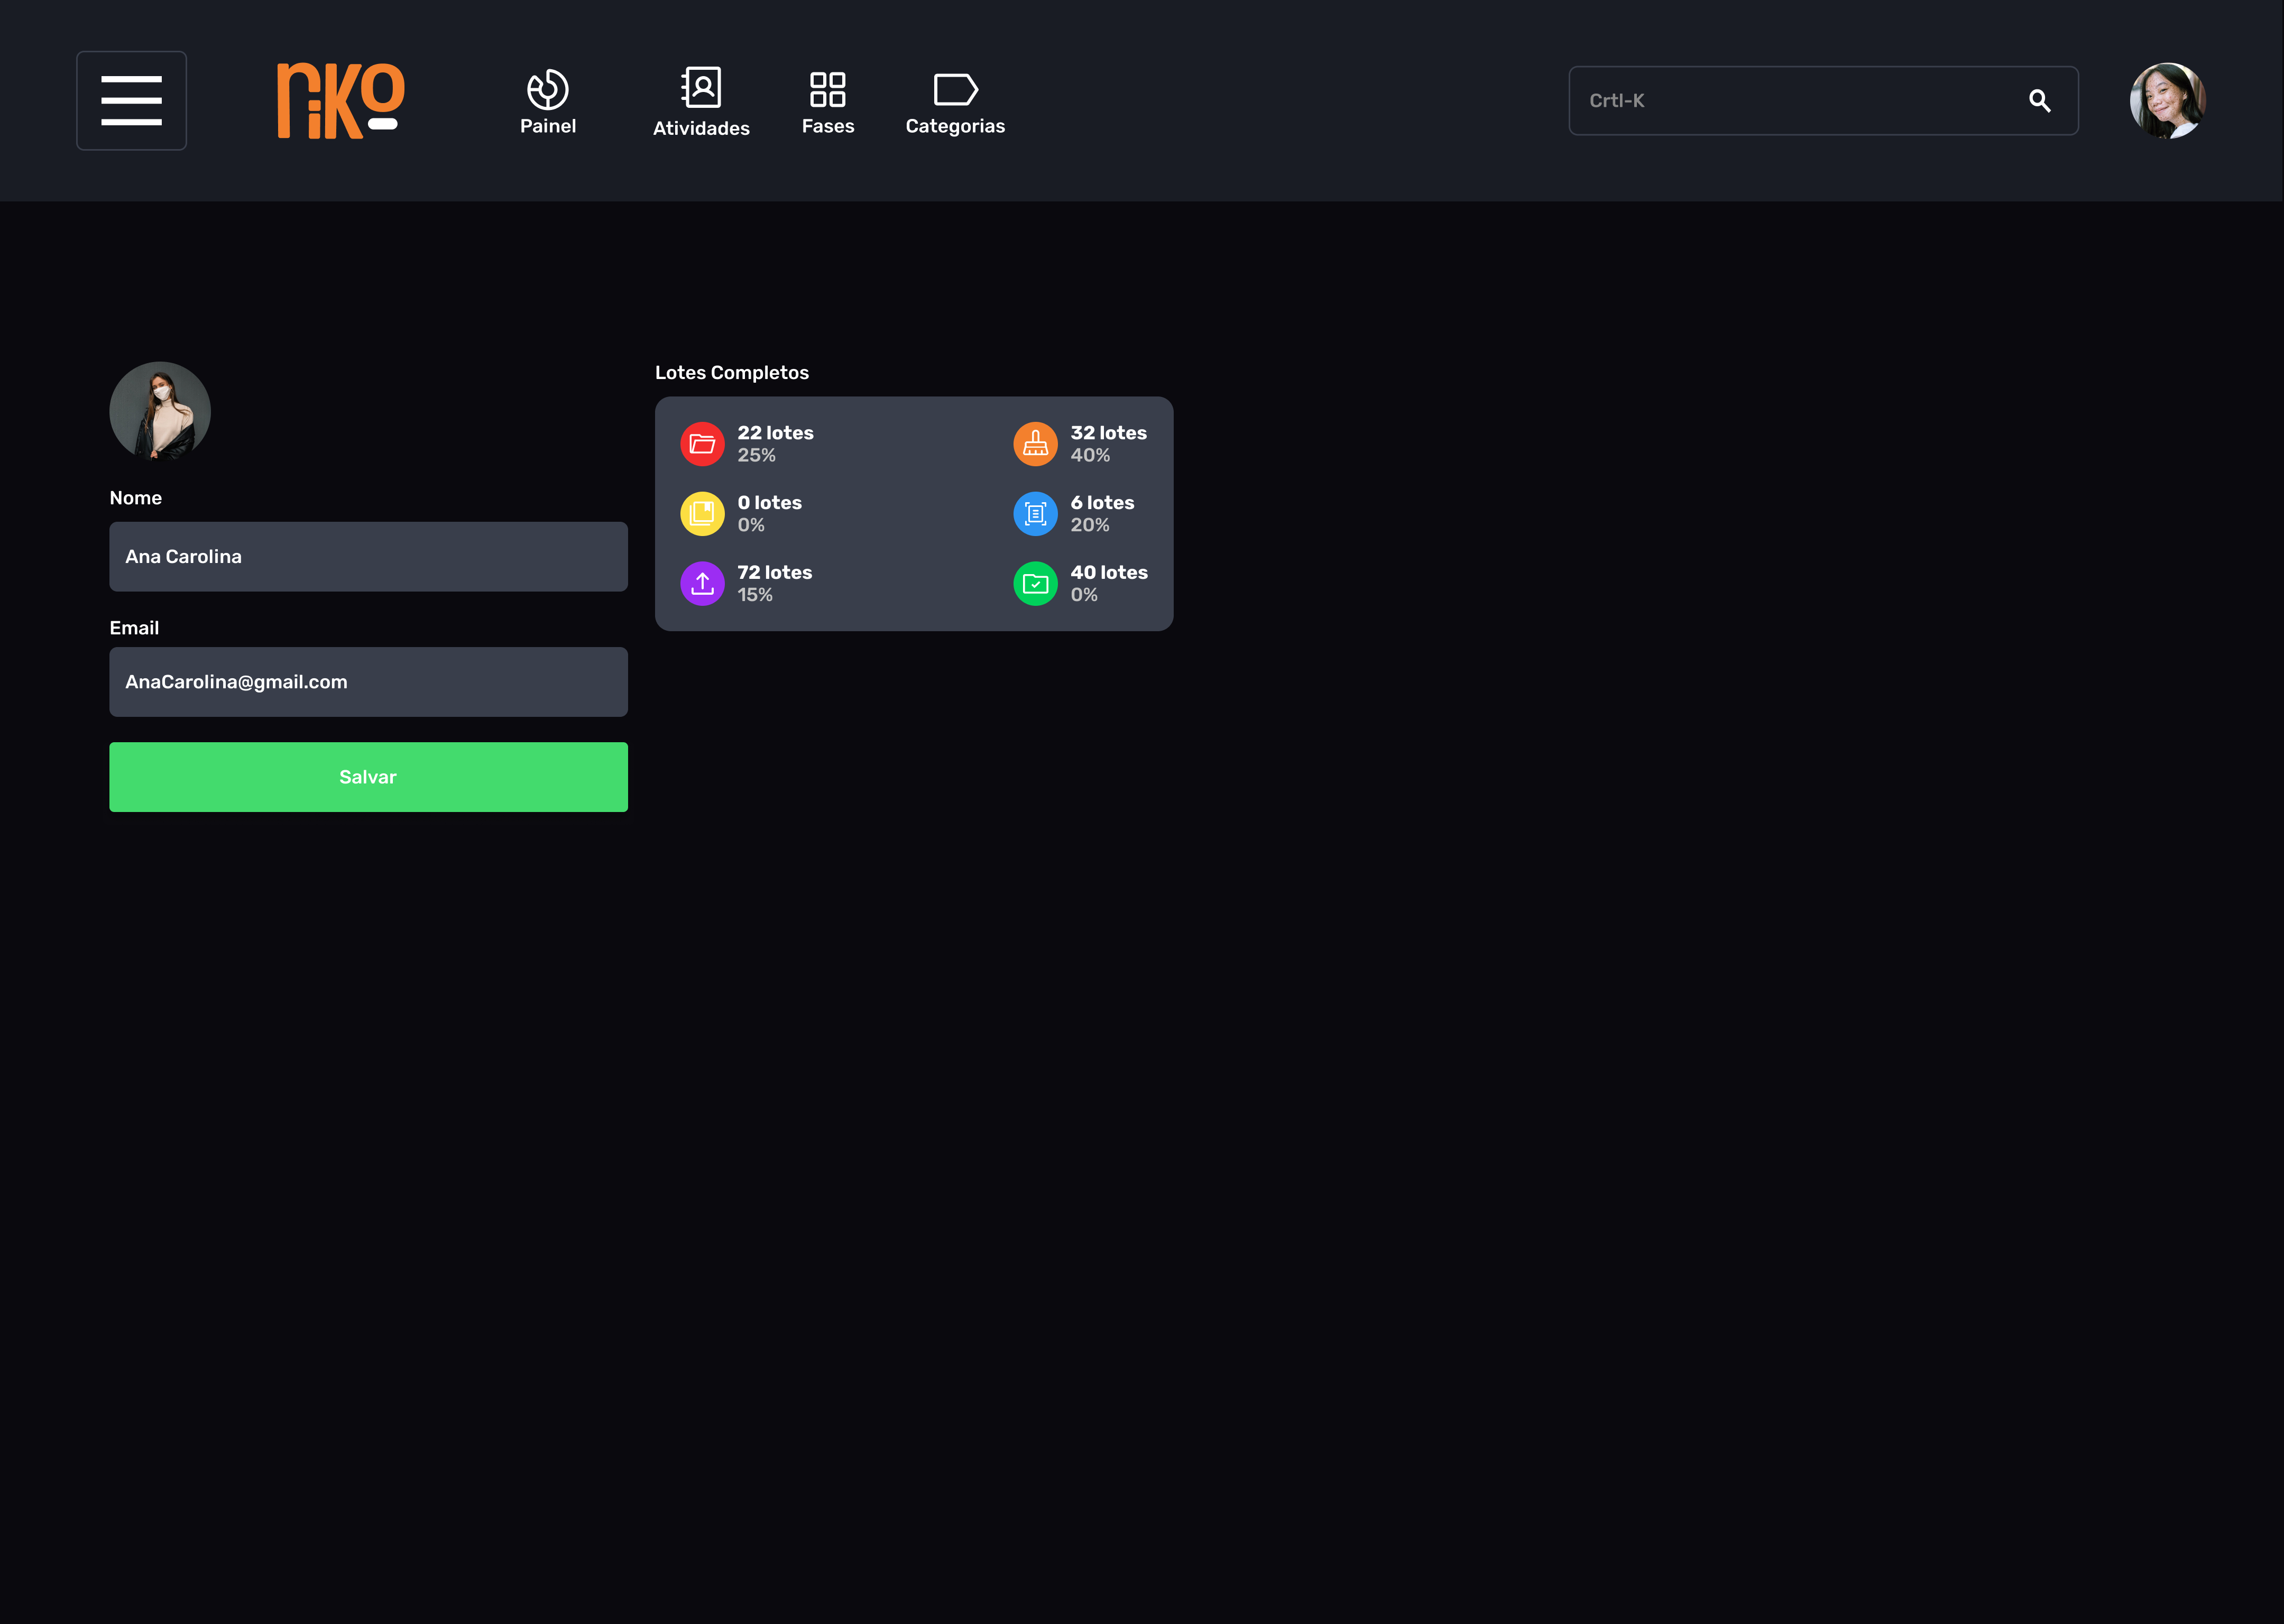 niko
Painel
Atividades
Fases
Categorias
Crtl-K
Nome
Ana Carolina
Email
AnaCarolina@gmail.com
Salvar
Lotes Completos
22 lotes
25%
32 lotes
40%
0 lotes
0%
6 lotes
20%
72 lotes
15%
40 lotes
0%